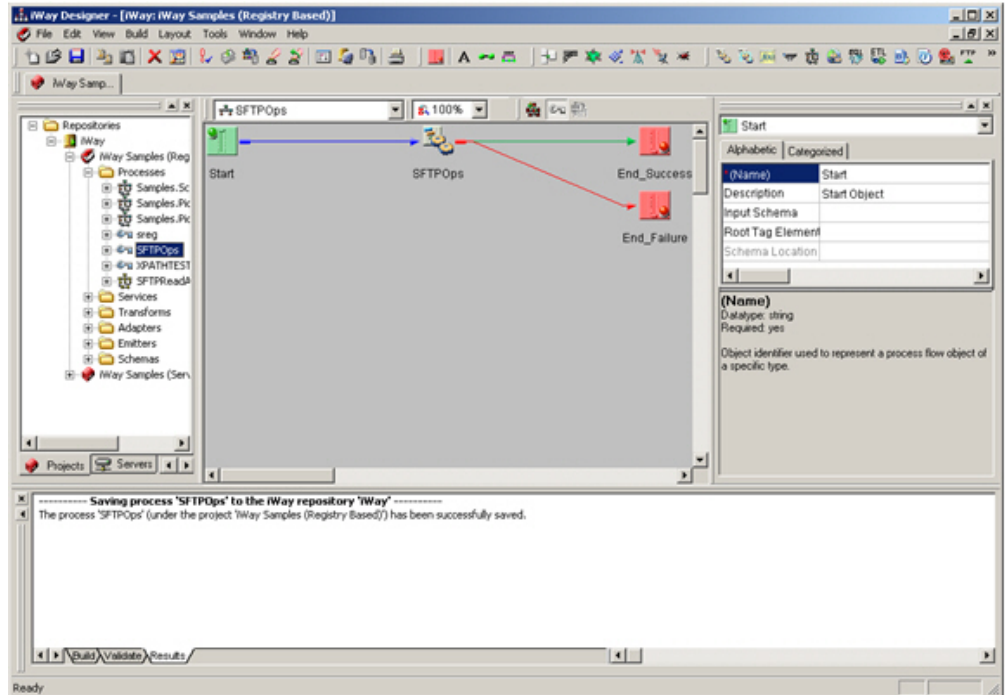 iWay Designer - [iWay: iWay Samples (Registry Based)]
File Edit View Build Layout Tools Window Help
iWay Samp...
SFTPOps
100%
Repositories
iWay
iWay Samples (Reg
Processes
Samples.Sc
Samples.Pic
Samples.Pic
sreg
SFTPOps
XPATHTEST
SFTPReadA
Services
Transforms
Adapters
Emitters
Schemas
iWay Samples (Serv
Projects Servers
Start
SFTPOps
End_Success
End_Failure
Start
Alphabetic Categorized
*(Name) Start
Description Start Object
Input Schema
Root Tag Element
Schema Location
(Name)
Datatype: string
Required: yes
Object identifier used to represent a process flow object of
a specific type.
---------- Saving process 'SFTPOps' to the iWay repository 'iWay' ----------
The process 'SFTPOps' (under the project 'iWay Samples (Registry Based)') has been successfully saved.
Build Validate Results
Ready